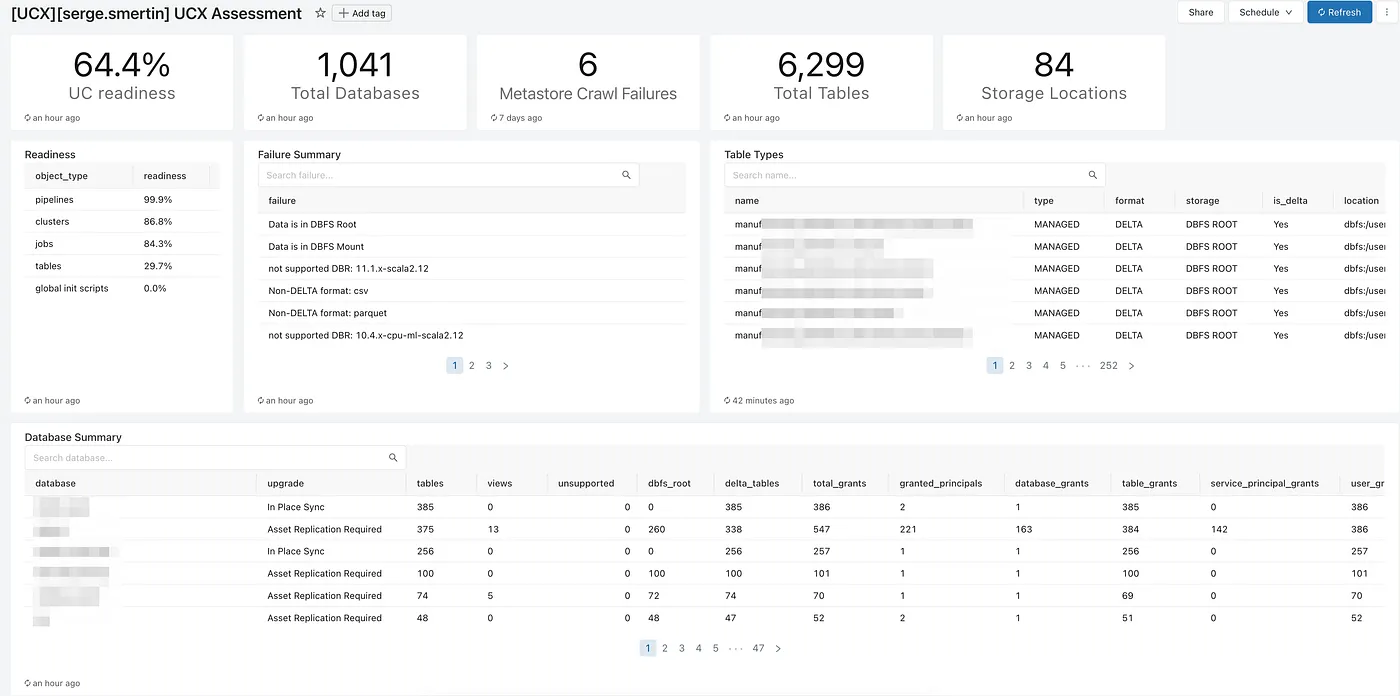 [UCX][serge.smertin] UCX Assessment ☆ + Add tag Share Schedule Refresh
64.4% 1,041 6 6,299 84
UC readiness Total Databases Metastore Crawl Failures Total Tables Storage Locations
an hour ago an hour ago 7 days ago an hour ago an hour ago
Readiness
object_type readiness
pipelines 99.9%
clusters 86.8%
jobs 84.3%
tables 29.7%
global init scripts 0.0%
an hour ago
Failure Summary
Search failure...
failure
Data is in DBFS Root
Data is in DBFS Mount
not supported DBR: 11.1.x-scala2.12
Non-DELTA format: csv
Non-DELTA format: parquet
not supported DBR: 10.4.x-cpu-ml-scala2.12
1 2 3 >
an hour ago
Table Types
Search name...
name type format storage is_delta location
manuf MANAGED DELTA DBFS ROOT Yes dbfs:/user
manuf MANAGED DELTA DBFS ROOT Yes dbfs:/user
manuf MANAGED DELTA DBFS ROOT Yes dbfs:/user
manuf MANAGED DELTA DBFS ROOT Yes dbfs:/user
manuf MANAGED DELTA DBFS ROOT Yes dbfs:/user
manuf MANAGED DELTA DBFS ROOT Yes dbfs:/user
1 2 3 4 5 ··· 252 >
42 minutes ago
Database Summary
Search database...
database upgrade tables views unsupported dbfs_root delta_tables total_grants granted_principals database_grants table_grants service_principal_grants user_gr
In Place Sync 385 0 0 0 385 386 2 1 385 0 386
Asset Replication Required 375 13 0 260 338 547 221 163 384 142 386
In Place Sync 256 0 0 0 256 257 1 1 256 0 257
Asset Replication Required 100 0 0 100 100 101 1 1 100 0 101
Asset Replication Required 74 5 0 72 74 70 1 1 69 0 70
Asset Replication Required 48 0 0 48 47 52 2 1 51 0 52
1 2 3 4 5 ··· 47 >
an hour ago